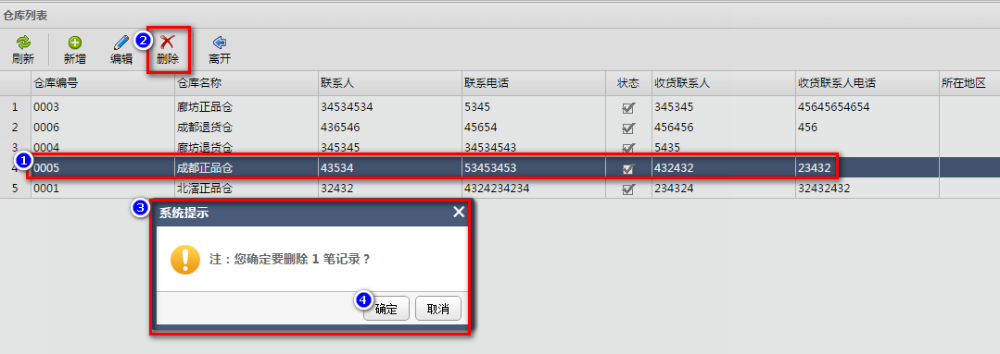 仓库列表
刷新 新增 编辑 2 删除 离开
仓库编号 仓库名称 联系人 联系电话 状态 收货联系人 收货联系人电话 所在地区
1 0003 廊坊正品仓 34534534 5345 345345 45645654654
2 0006 成都退货仓 436546 45654 456456 456
3 0004 廊坊退货仓 345345 34534543 5435
1
4 0005 成都正品仓 43534 53453453 432432 23432
5 0001 北滘正品仓 32432 4324234234 234324 32432432
3 系统提示
注：您确定要删除 1 笔记录？
4 确定 取消